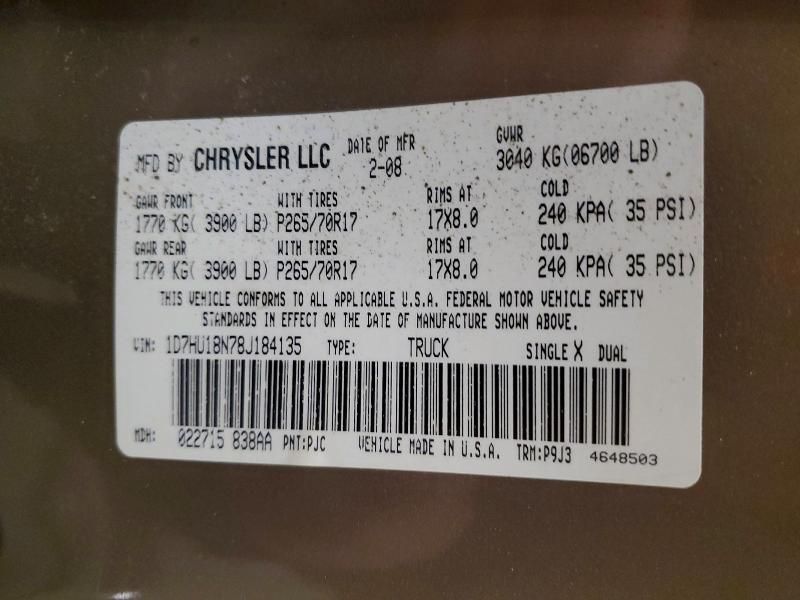 MFD BY CHRYSLER LLC DATE OF MFR 2-08 GVWR 3040 KG(06700 LB)
GAWR FRONT WITH TIRES RIMS AT COLD
1770 KG( 3900 LB) P265/70R17 17X8.0 240 KPA( 35 PSI)
GAWR REAR WITH TIRES RIMS AT COLD
1770 KG( 3900 LB) P265/70R17 17X8.0 240 KPA( 35 PSI)
THIS VEHICLE CONFORMS TO ALL APPLICABLE U.S.A. FEDERAL MOTOR VEHICLE SAFETY
STANDARDS IN EFFECT ON THE DATE OF MANUFACTURE SHOWN ABOVE.
VIN: 1D7HU18N78J184135 TYPE: TRUCK SINGLE X DUAL
MDH: 022715 838AA PNT:PJC VEHICLE MADE IN U.S.A. TRM:P9J3 4648503